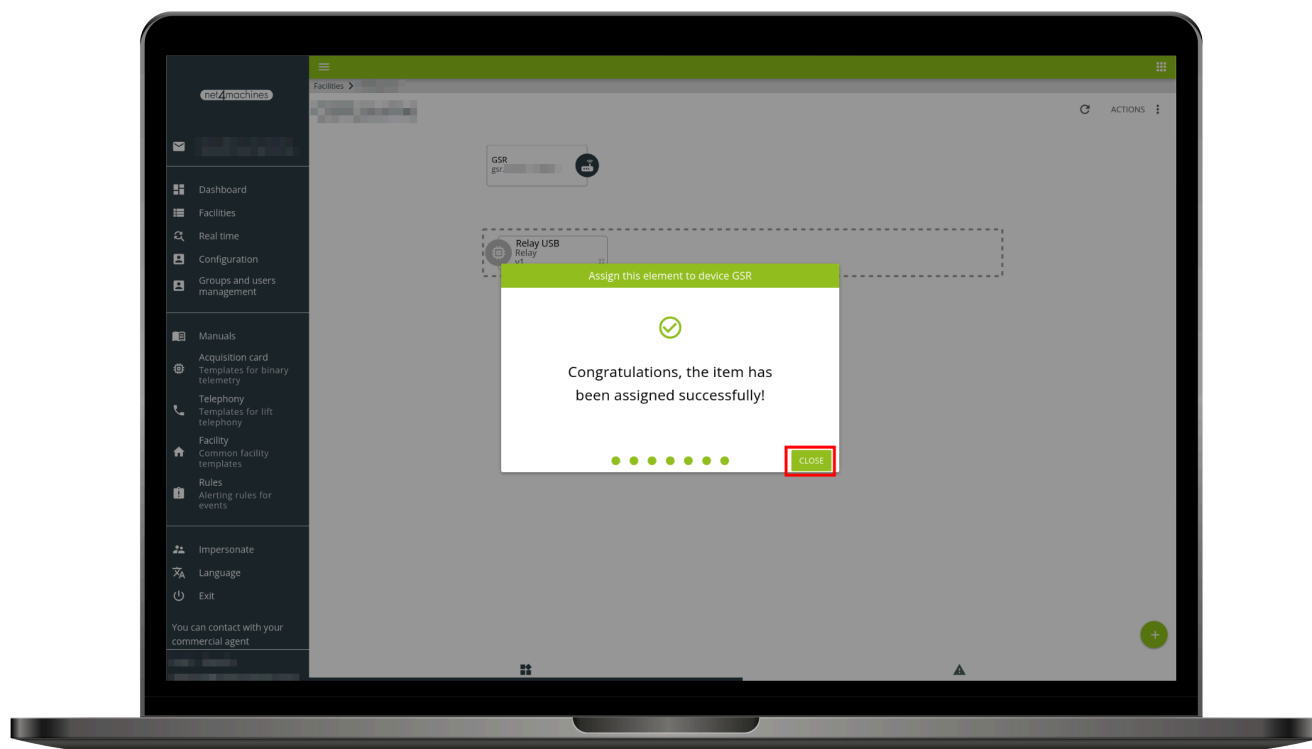 net4machines
Facilities
ACTIONS
GSR
gsr.
Dashboard
Facilities
Real time
Configuration
Groups and users
management
Manuals
Acquisition card
Templates for binary
telemetry
Telephony
Templates for lift
telephony
Facility
Common facility
templates
Rules
Alerting rules for
events
Impersonate
Language
Exit
You can contact with your
commercial agent
Relay USB
Relay
v1
Assign this element to device GSR
Congratulations, the item has
been assigned successfully!
CLOSE